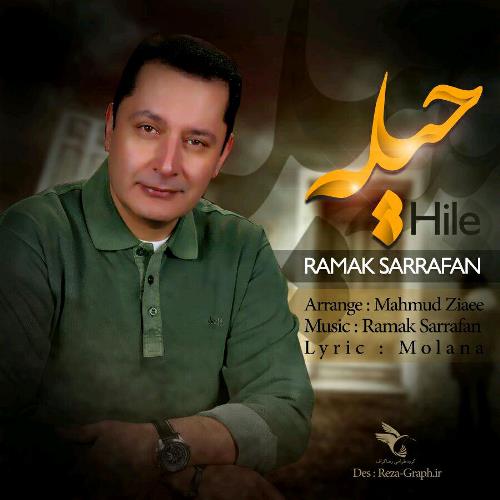 حیله
Hile
RAMAK SARRAFAN
Arrange : Mahmud Ziaee
Music : Ramak Sarrafan
Lyric : Molana
Des : Reza-Graph.ir